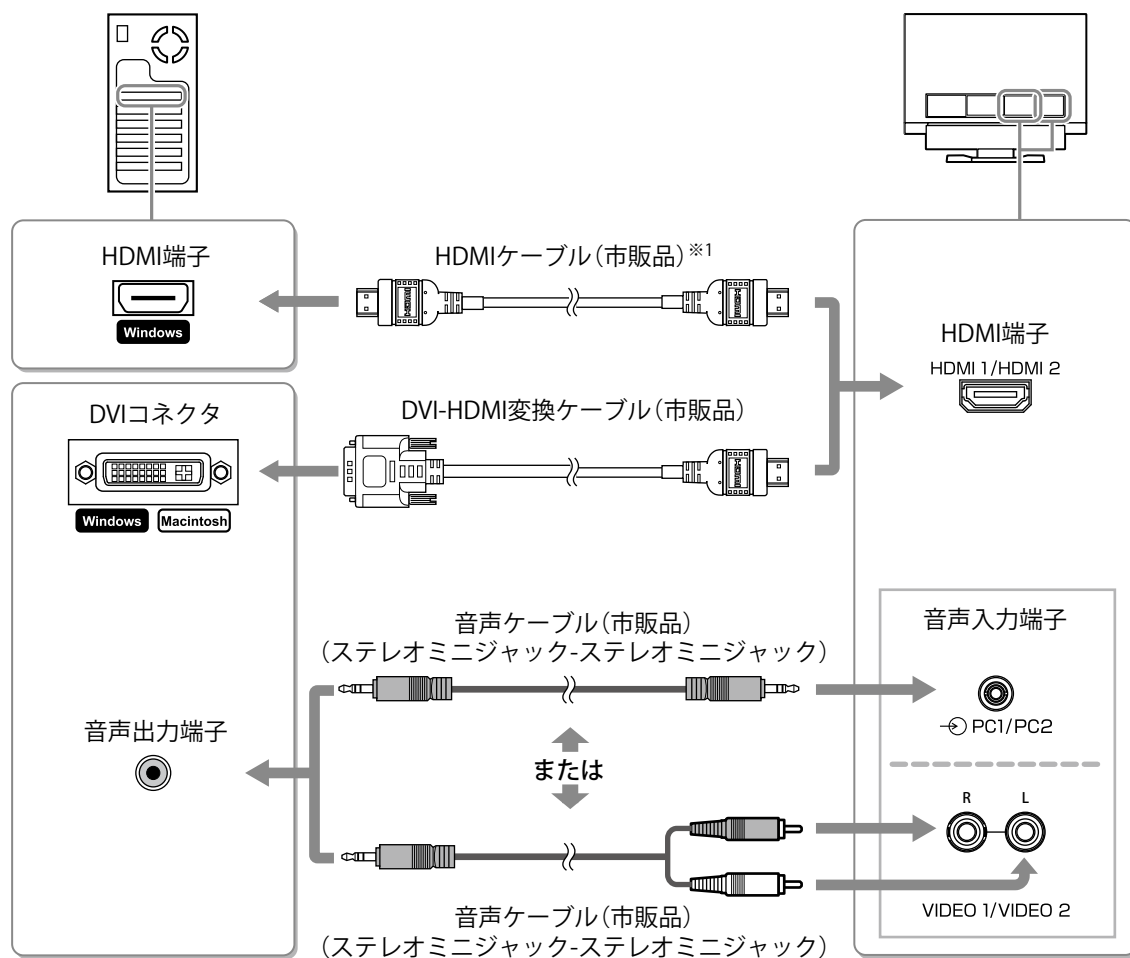 HDMI端子
Windows
HDMIケーブル（市販品）※1
HDMI
HDMI
HDMI端子
HDMI 1/HDMI 2
DVIコネクタ
Windows Macintosh
DVI-HDMI変換ケーブル（市販品）
HDMI
音声ケーブル（市販品）
（ステレオミニジャック-ステレオミニジャック）
音声入力端子
PC1/PC2
音声出力端子
または
R L
VIDEO 1/VIDEO 2
音声ケーブル（市販品）
（ステレオミニジャック-ステレオミニジャック）